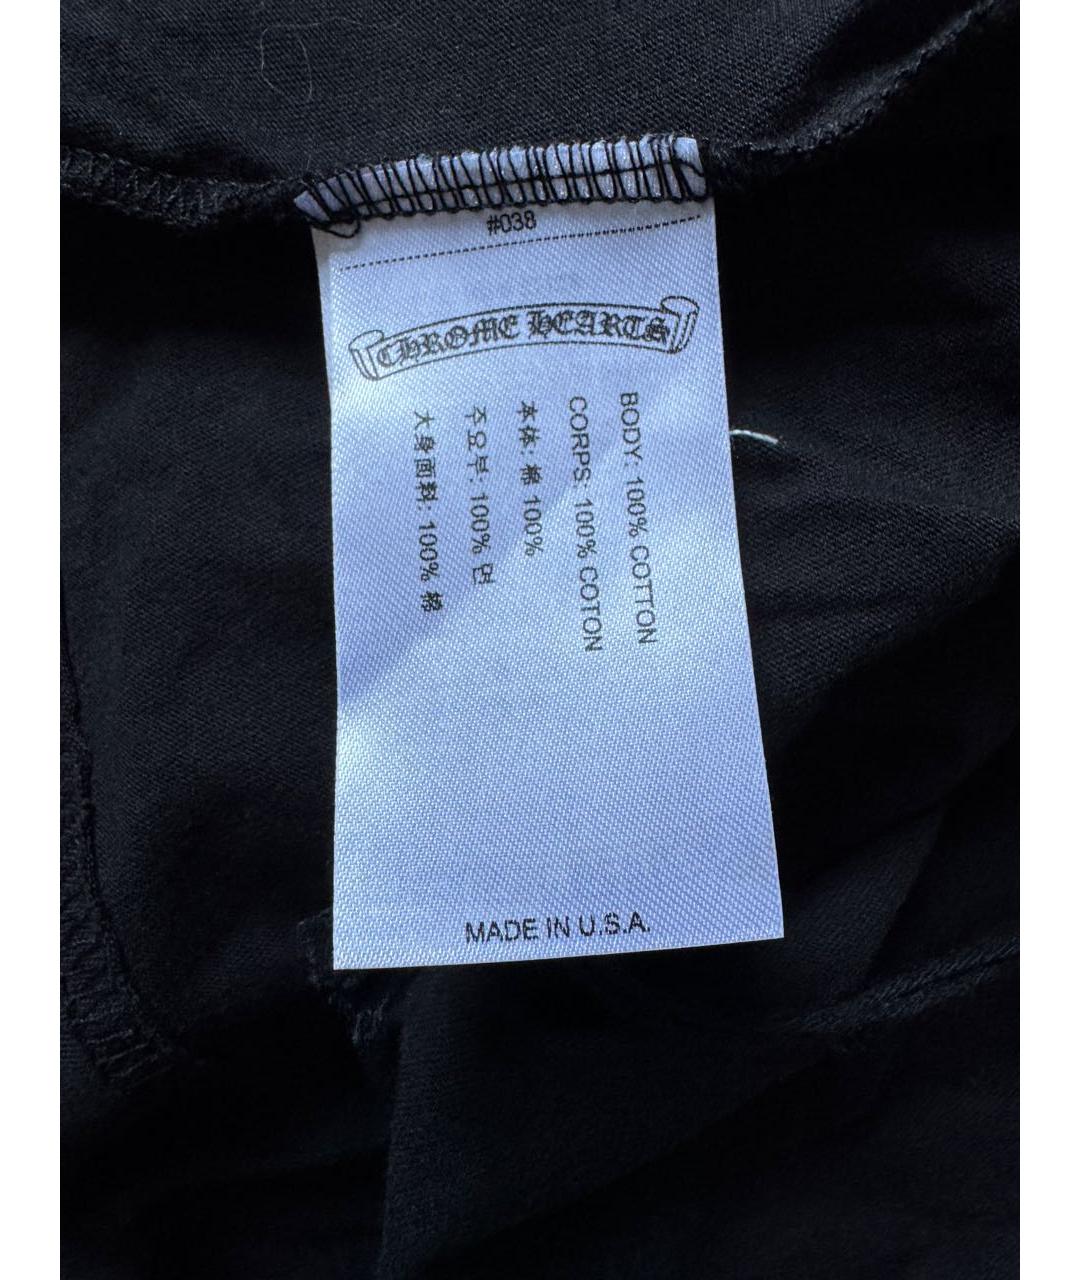 #038
CHROME HEARTS
BODY: 100% COTTON
CORPS: 100% COTON
本体: 棉 100%
주요부: 100% 면
大身面料: 100% 棉
MADE IN U.S.A.